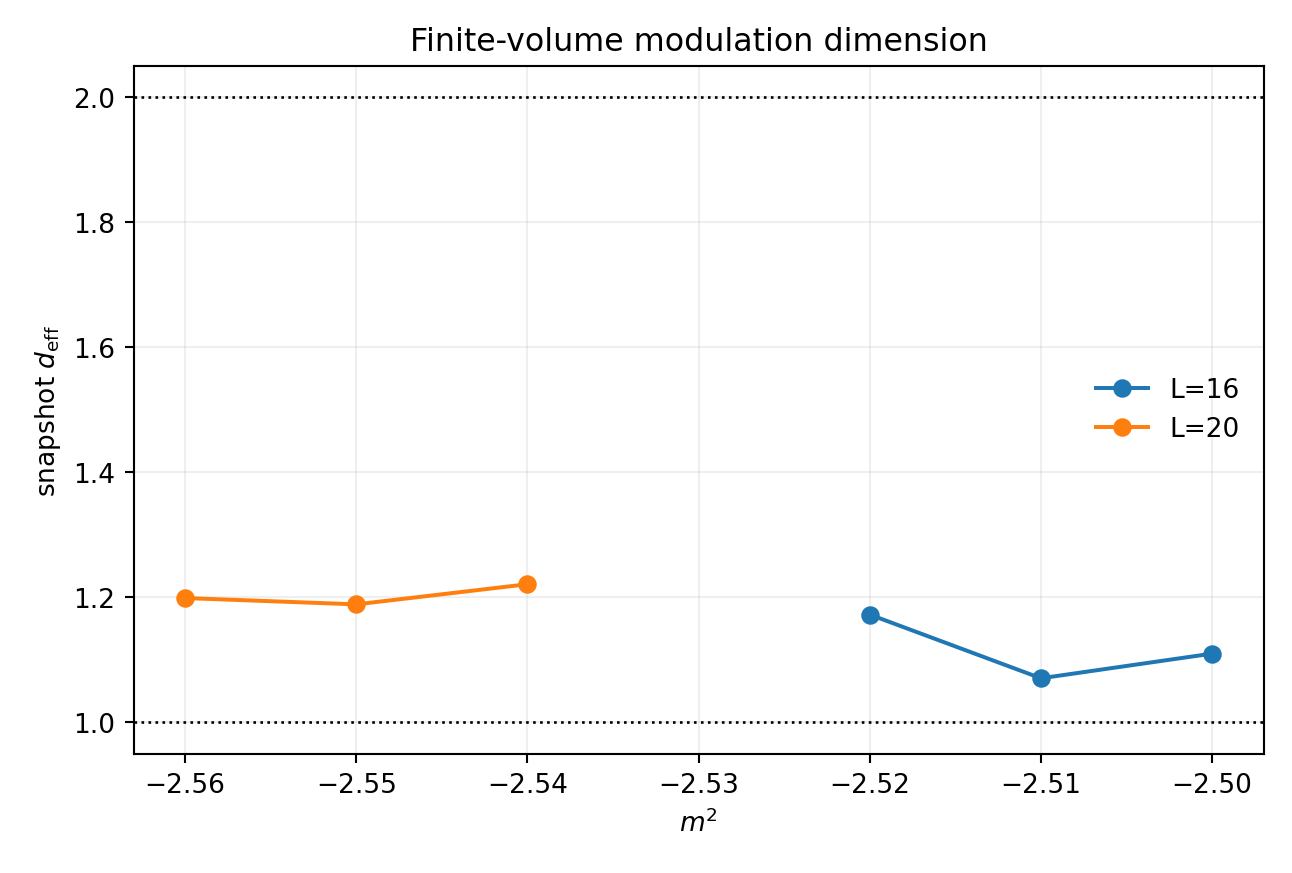 Finite-volume modulation dimension
snapshot d_eff
2.0
1.8
1.6
1.4
1.2
1.0
L=16
L=20
−2.56 −2.55 −2.54 −2.53 −2.52 −2.51 −2.50
m²